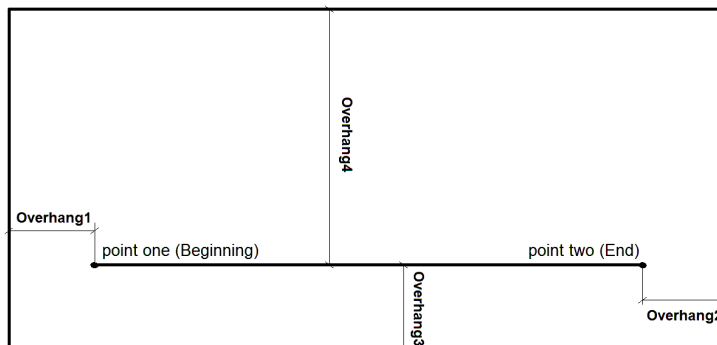 Overhang4
Overhang1
point one (Beginning)
point two (End)
Overhang3
Overhang2